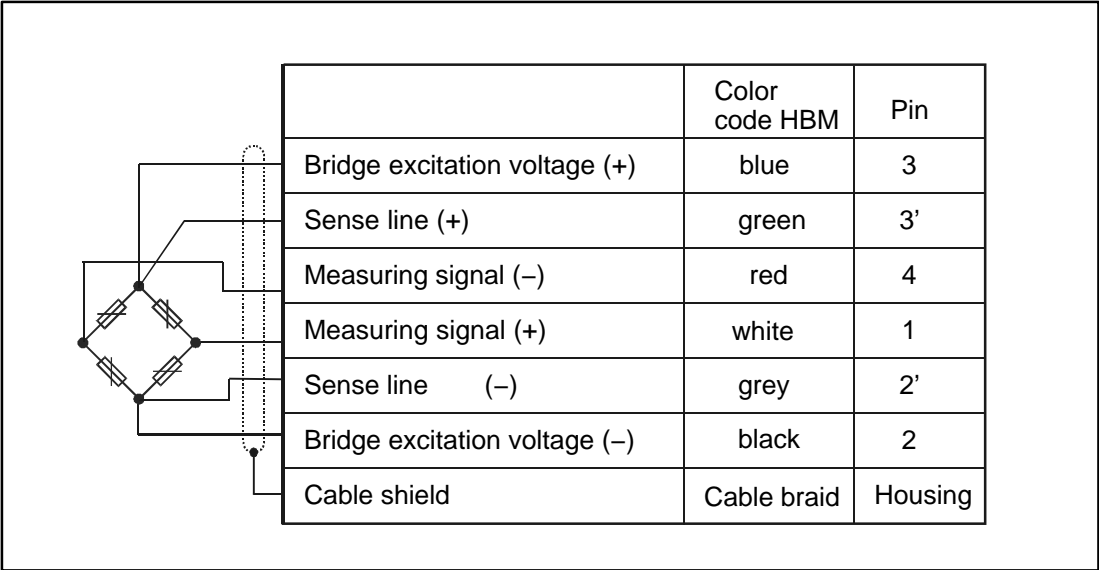 Color
code HBM Pin
Bridge excitation voltage (+) blue 3
Sense line (+) green 3’
Measuring signal (−) red 4
Measuring signal (+) white 1
Sense line (−) grey 2’
Bridge excitation voltage (−) black 2
Cable shield Cable braid Housing